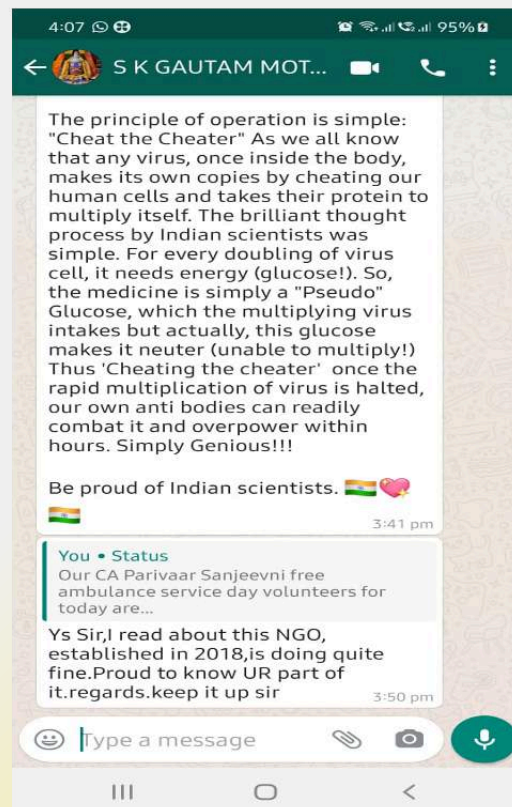 4:07
95%
S K GAUTAM MOT...
The principle of operation is simple:
"Cheat the Cheater" As we all know
that any virus, once inside the body,
makes its own copies by cheating our
human cells and takes their protein to
multiply itself. The brilliant thought
process by Indian scientists was
simple. For every doubling of virus
cell, it needs energy (glucose!). So,
the medicine is simply a "Pseudo"
Glucose, which the multiplying virus
intakes but actually, this glucose
makes it neuter (unable to multiply!)
Thus 'Cheating the cheater'  once the
rapid multiplication of virus is halted,
our own anti bodies can readily
combat it and overpower within
hours. Simply Genious!!!
Be proud of Indian scientists. 🇮🇳💖
🇮🇳
3:41 pm
You • Status
Our CA Parivaar Sanjeevni free
ambulance service day volunteers for
today are...
Ys Sir,I read about this NGO,
established in 2018,is doing quite
fine.Proud to know UR part of
it.regards.keep it up sir
3:50 pm
Type a message